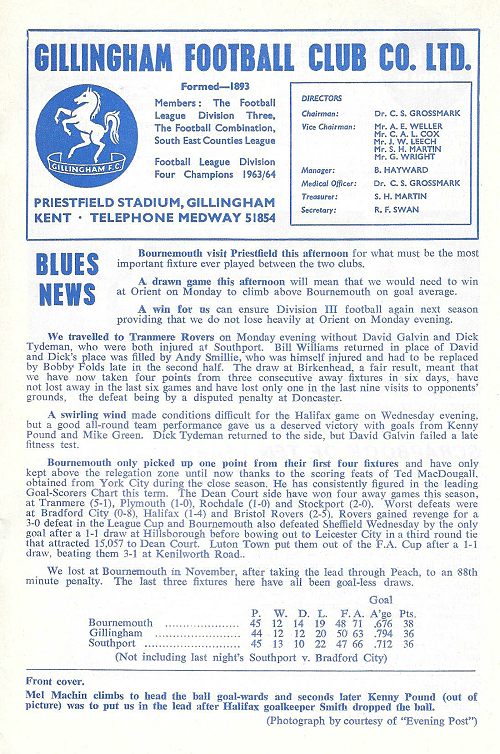 GILLINGHAM FOOTBALL CLUB CO. LTD.
GILLINGHAM F.C.
Formed—1893
Members: The Football
League Division Three,
The Football Combination,
South East Counties League
Football League Division
Four Champions 1963/64
PRIESTFIELD STADIUM, GILLINGHAM
KENT · TELEPHONE MEDWAY 51854
DIRECTORS
Chairman: Dr. C. S. GROSSMARK
Vice Chairman: Mr. A. E. WELLER
Mr. C. A. L. COX
Mr. J. W. LEECH
Mr. S. H. MARTIN
Mr. G. WRIGHT
Manager: B. HAYWARD
Medical Officer: Dr. C. S. GROSSMARK
Treasurer: S. H. MARTIN
Secretary: R. F. SWAN
BLUES
NEWS
Bournemouth visit Priestfield this afternoon for what must be the most
important fixture ever played between the two clubs.
A drawn game this afternoon will mean that we would need to win
at Orient on Monday to climb above Bournemouth on goal average.
A win for us can ensure Division III football again next season
providing that we do not lose heavily at Orient on Monday evening.
We travelled to Tranmere Rovers on Monday evening without David Galvin and Dick
Tydeman, who were both injured at Southport. Bill Williams returned in place of David
and Dick's place was filled by Andy Smillie, who was himself injured and had to be replaced
by Bobby Folds late in the second half. The draw at Birkenhead, a fair result, meant that
we have now taken four points from three consecutive away fixtures in six days, have
not lost away in the last six games and have lost only one in the last nine visits to opponents'
grounds, the defeat being by a disputed penalty at Doncaster.
A swirling wind made conditions difficult for the Halifax game on Wednesday evening,
but a good all-round team performance gave us a deserved victory with goals from Kenny
Pound and Mike Green. Dick Tydeman returned to the side, but David Galvin failed a late
fitness test.
Bournemouth only picked up one point from their first four fixtures and have only
kept above the relegation zone until now thanks to the scoring feats of Ted MacDougall,
obtained from York City during the close season. He has consistently figured in the leading
Goal-Scorers Chart this term. The Dean Court side have won four away games this season,
at Tranmere (5-1), Plymouth (1-0), Rochdale (1-0) and Stockport (2-0). Worst defeats were
at Bradford City (0-8), Halifax (1-4) and Bristol Rovers (2-5). Rovers gained revenge for a
3-0 defeat in the League Cup and Bournemouth also defeated Sheffield Wednesday by the only
goal after a 1-1 draw at Hillsborough before bowing out to Leicester City in a third round tie
that attracted 15,057 to Dean Court. Luton Town put them out of the F.A. Cup after a 1-1
draw, beating them 3-1 at Kenilworth Road..
We lost at Bournemouth in November, after taking the lead through Peach, to an 88th
minute penalty. The last three fixtures here have all been goal-less draws.
Goal
P. W. D. L. F. A. A'ge Pts.
Bournemouth ..................... 45 12 14 19 48 71 .676 38
Gillingham ..................... 44 12 12 20 50 63 .794 36
Southport ........................ 45 13 10 22 47 66 .712 36
(Not including last night's Southport v. Bradford City)
Front cover.
Mel Machin climbs to head the ball goal-wards and seconds later Kenny Pound (out of
picture) was to put us in the lead after Halifax goalkeeper Smith dropped the ball.
(Photograph by courtesy of "Evening Post")